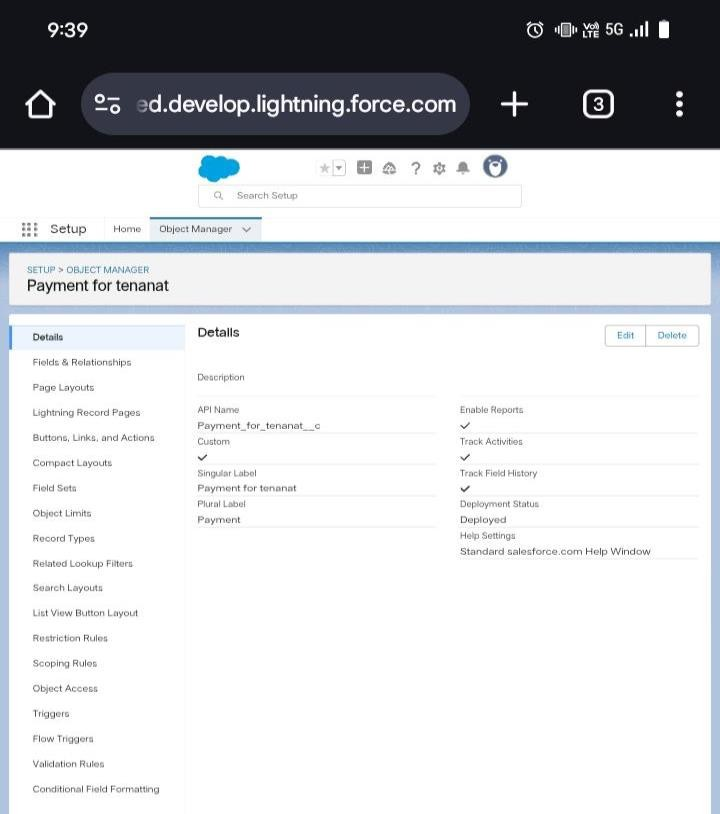 9:39
Vo)) LTE 5G
ed.develop.lightning.force.com
3
Search Setup
Setup
Home
Object Manager
SETUP > OBJECT MANAGER
Payment for tenanat
Details
Fields & Relationships
Page Layouts
Lightning Record Pages
Buttons, Links, and Actions
Compact Layouts
Field Sets
Object Limits
Record Types
Related Lookup Filters
Search Layouts
List View Button Layout
Restriction Rules
Scoping Rules
Object Access
Triggers
Flow Triggers
Validation Rules
Conditional Field Formatting
Details
Edit
Delete
Description
API Name
Payment_for_tenanat__c
Custom
Singular Label
Payment for tenanat
Plural Label
Payment
Enable Reports
Track Activities
Track Field History
Deployment Status
Deployed
Help Settings
Standard salesforce.com Help Window